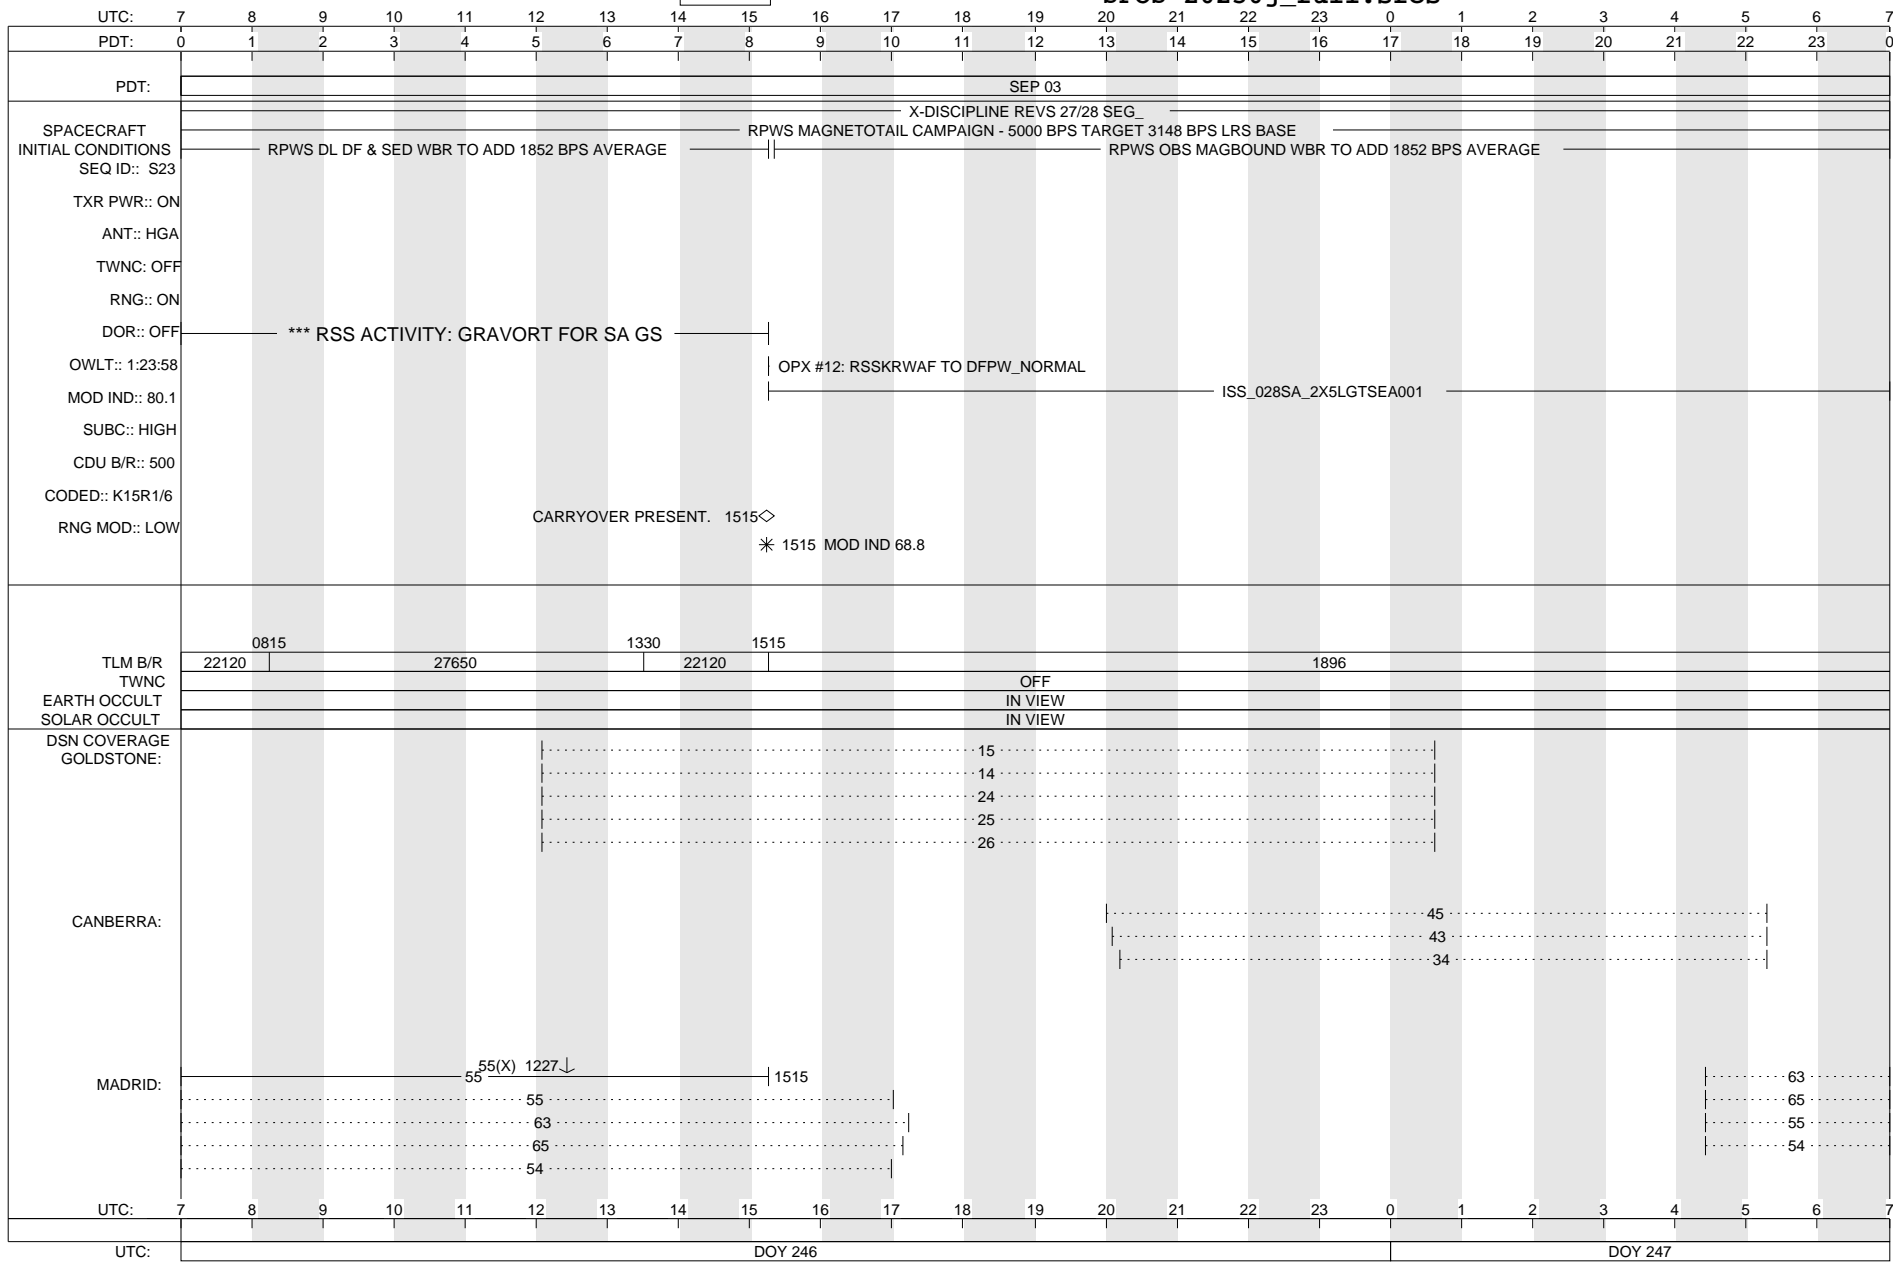 UTC: 7 8 9 10 11 12 13 14 15 16 17 18 19 20 21 22 23 0 1 2 3 4 5 6 7
PDT: 0 1 2 3 4 5 6 7 8 9 10 11 12 13 14 15 16 17 18 19 20 21 22 23 0
PDT: SEP 03
X-DISCIPLINE REVS 27/28 SEG_
SPACECRAFT RPWS MAGNETOTAIL CAMPAIGN - 5000 BPS TARGET 3148 BPS LRS BASE
INITIAL CONDITIONS RPWS DL DF & SED WBR TO ADD 1852 BPS AVERAGE RPWS OBS MAGBOUND WBR TO ADD 1852 BPS AVERAGE
SEQ ID:: S23
TXR PWR:: ON
ANT:: HGA
TWNC: OFF
RNG:: ON
DOR:: OFF *** RSS ACTIVITY: GRAVORT FOR SA GS
OWLT:: 1:23:58 OPX #12: RSSKRWAF TO DFPW_NORMAL
MOD IND:: 80.1 ISS_028SA_2X5LGTSEA001
SUBC:: HIGH
CDU B/R:: 500
CODED:: K15R1/6
CARRYOVER PRESENT. 1515
RNG MOD:: LOW
1515 MOD IND 68.8
0815 1330 1515
TLM B/R 22120 27650 22120 1896
TWNC OFF
EARTH OCCULT IN VIEW
SOLAR OCCULT IN VIEW
DSN COVERAGE
GOLDSTONE: 15
14
24
25
26
CANBERRA: 45
43
34
55(X) 1227
MADRID: 55 1515 63
55 65
63 55
65 54
54
UTC: 7 8 9 10 11 12 13 14 15 16 17 18 19 20 21 22 23 0 1 2 3 4 5 6 7
UTC: DOY 246 DOY 247